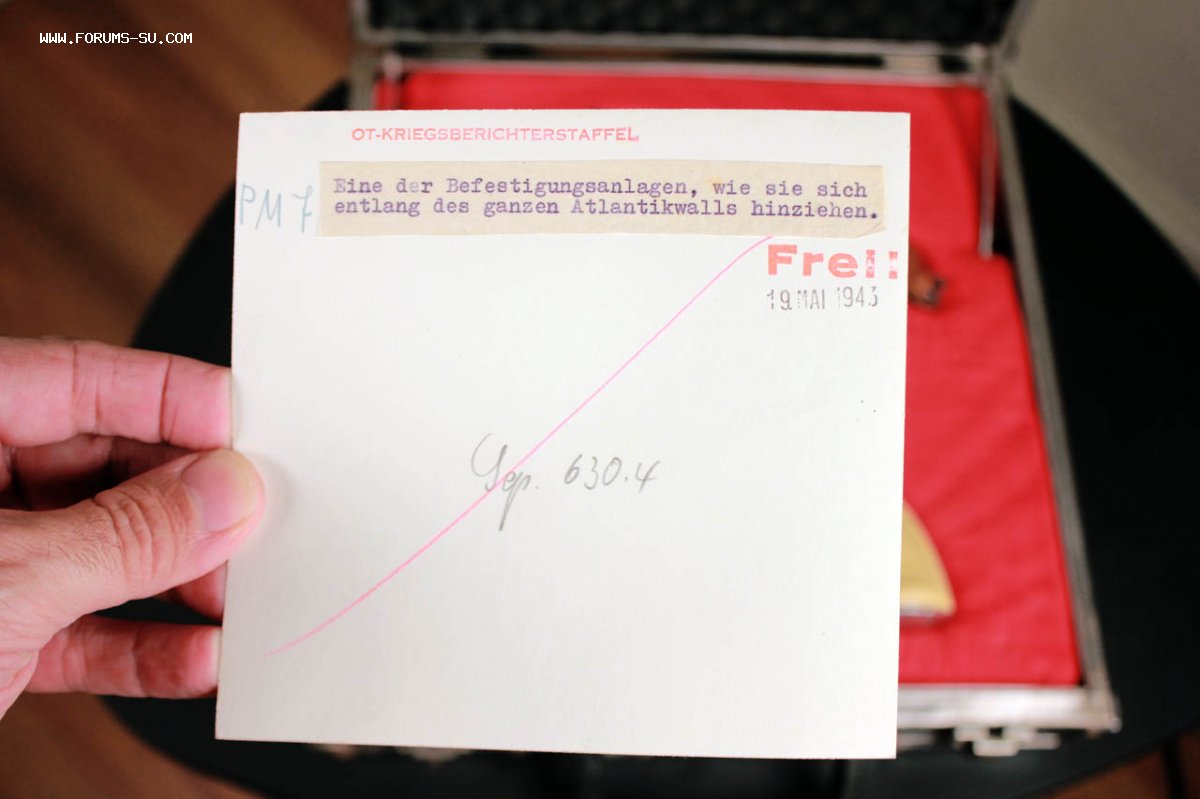 WWW.FORUMS-SU.COM
OT-KRIEGSBERICHTERSTAFFEL
PM 7
Eine der Befestigungsanlagen, wie sie sich
entlang des ganzen Atlantikwalls hinziehen.
Frei!
19. MAI 1943
630.4